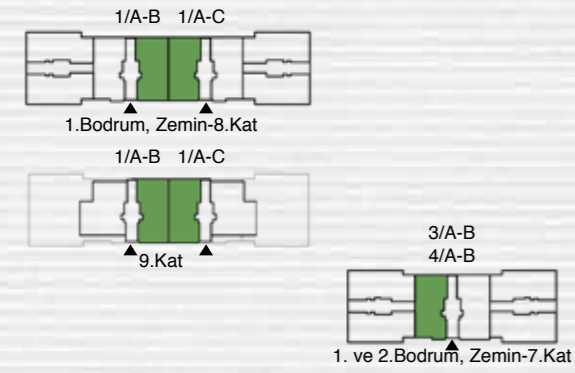 1/A-B 1/A-C
1.Bodrum, Zemin-8.Kat
1/A-B 1/A-C
9.Kat
3/A-B
4/A-B
1. ve 2.Bodrum, Zemin-7.Kat